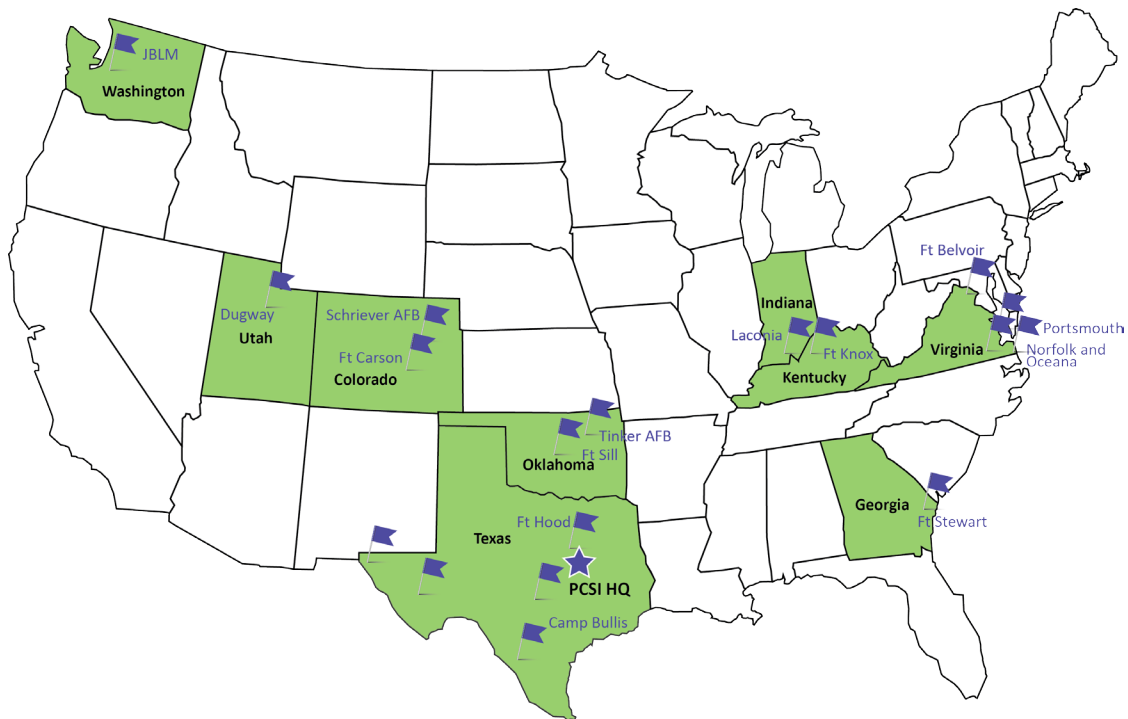 JBLM
Washington
Ft Belvoir
Dugway
Utah
Schriever AFB
Ft Carson
Colorado
Indiana
Laconia
Ft Knox
Kentucky
Virginia
Portsmouth
Norfolk and
Oceana
Tinker AFB
Ft Sill
Oklahoma
Georgia
Ft Stewart
Ft Hood
Texas
PCSI HQ
Camp Bullis